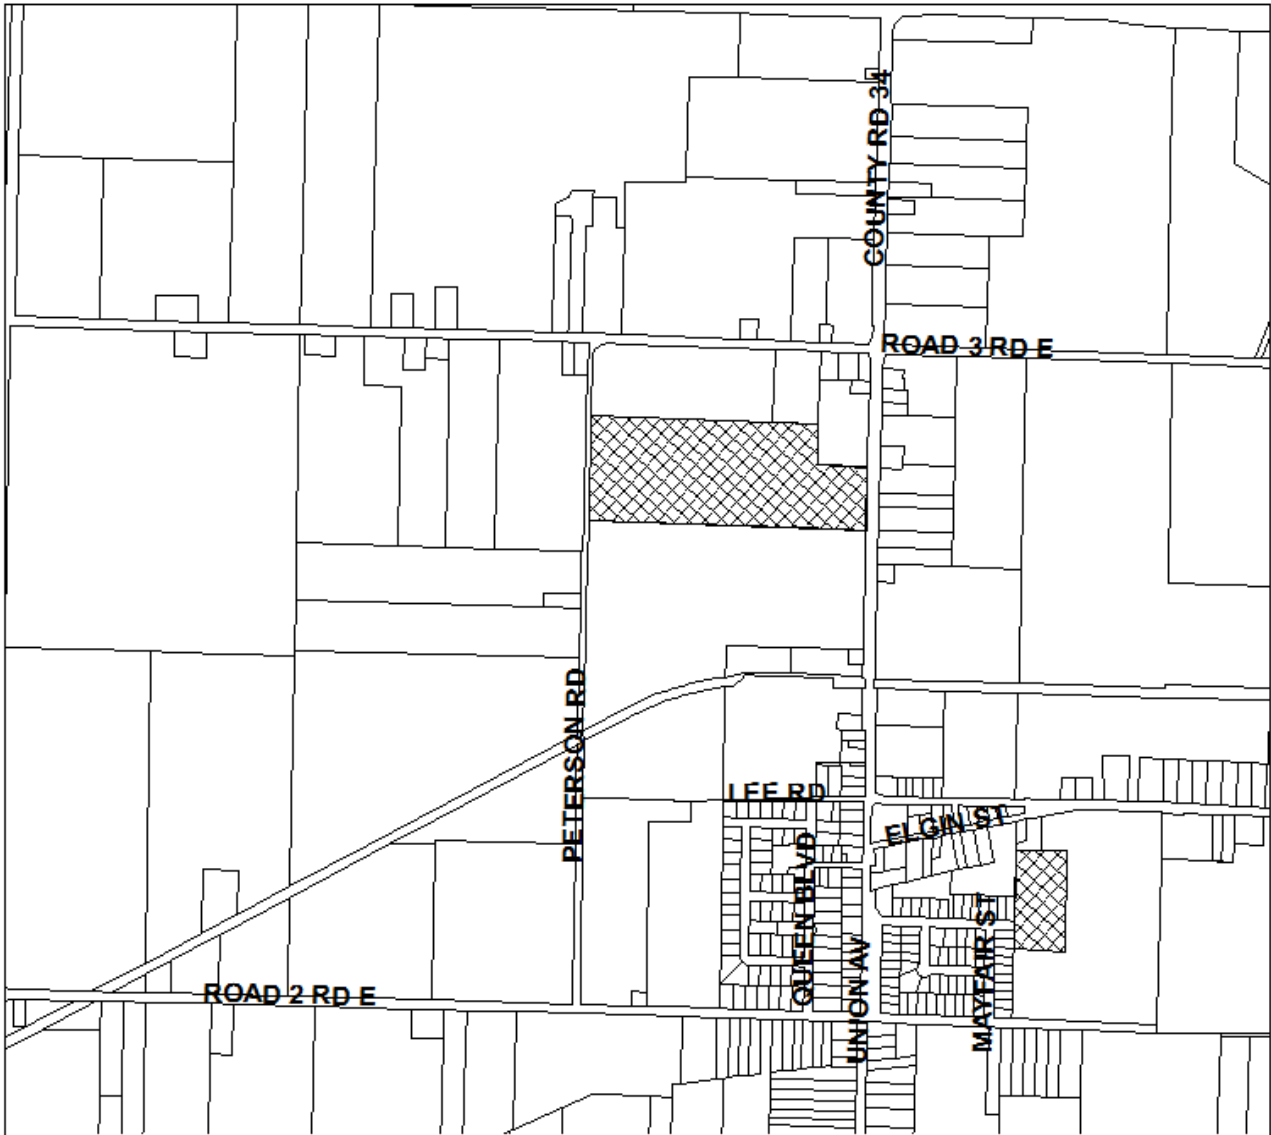 COUNTY RD 34
ROAD 3 RD E
PETERSON RD
LEE RD
ELGIN ST
QUEEN BLVD
MAYFAIR ST
UNION AV
ROAD 2 RD E